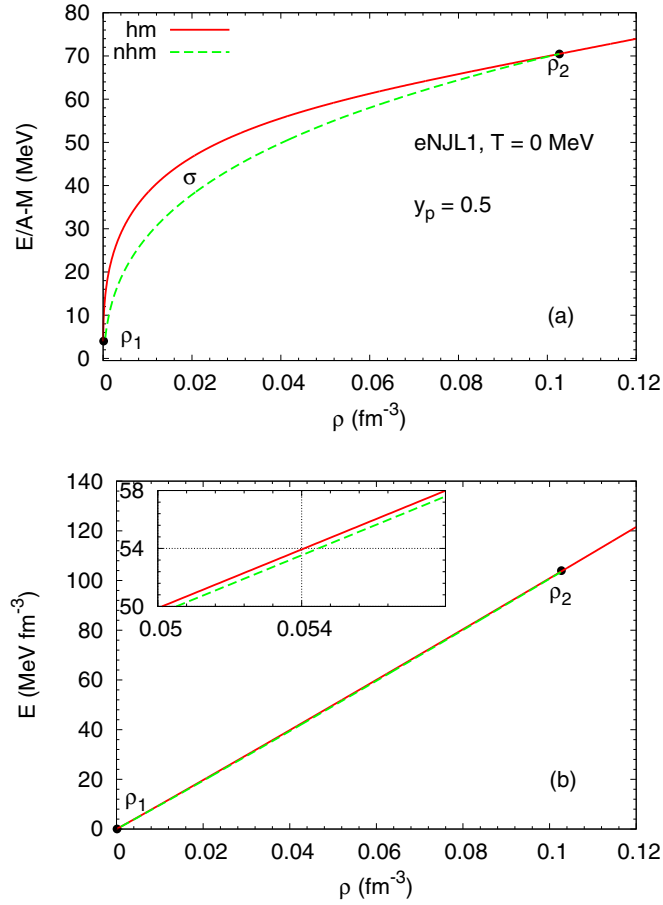 80
70
60
50
40
30
20
10
0
E/A-M (MeV)
hm
nhm
ρ2
eNJL1, T = 0 MeV
σ
yp = 0.5
(a)
ρ1
0 0.02 0.04 0.06 0.08 0.1 0.12
ρ (fm-3)
140
120
100
80
60
40
20
0
E (MeV fm-3)
58
54
50
0.05 0.054
ρ2
(b)
ρ1
0 0.02 0.04 0.06 0.08 0.1 0.12
ρ (fm-3)